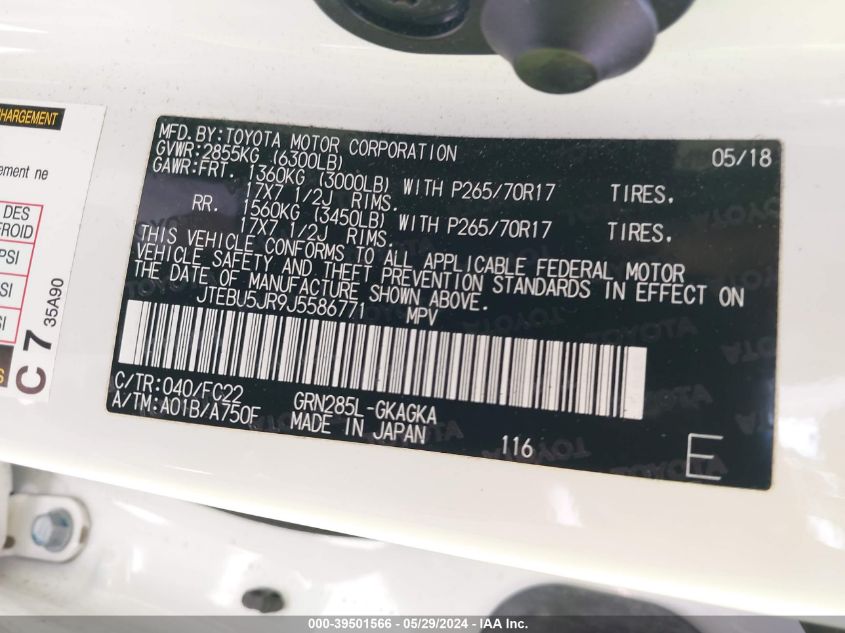 MFD. BY:TOYOTA MOTOR CORPORATION 05/18
GVWR:2855KG (6300LB)
GAWR:FRT. 1360KG (3000LB) WITH P265/70R17 TIRES.
17X7 1/2J RIMS.
RR. 1560KG (3450LB) WITH P265/70R17 TIRES.
17X7 1/2J RIMS.
THIS VEHICLE CONFORMS TO ALL APPLICABLE FEDERAL MOTOR
VEHICLE SAFETY AND THEFT PREVENTION STANDARDS IN EFFECT ON
THE DATE OF MANUFACTURE SHOWN ABOVE.
JTEBU5JR9J5586771 MPV
C/TR:040/FC22 GRN285L-GKAGKA
A/TM:A01B/A750F MADE IN JAPAN 116 E
HARGEMENT
ement ne
DES
FROID
PSI
SI
SI
S
C7
35A90
TOYOTA
000-39501566 - 05/29/2024 - IAA Inc.